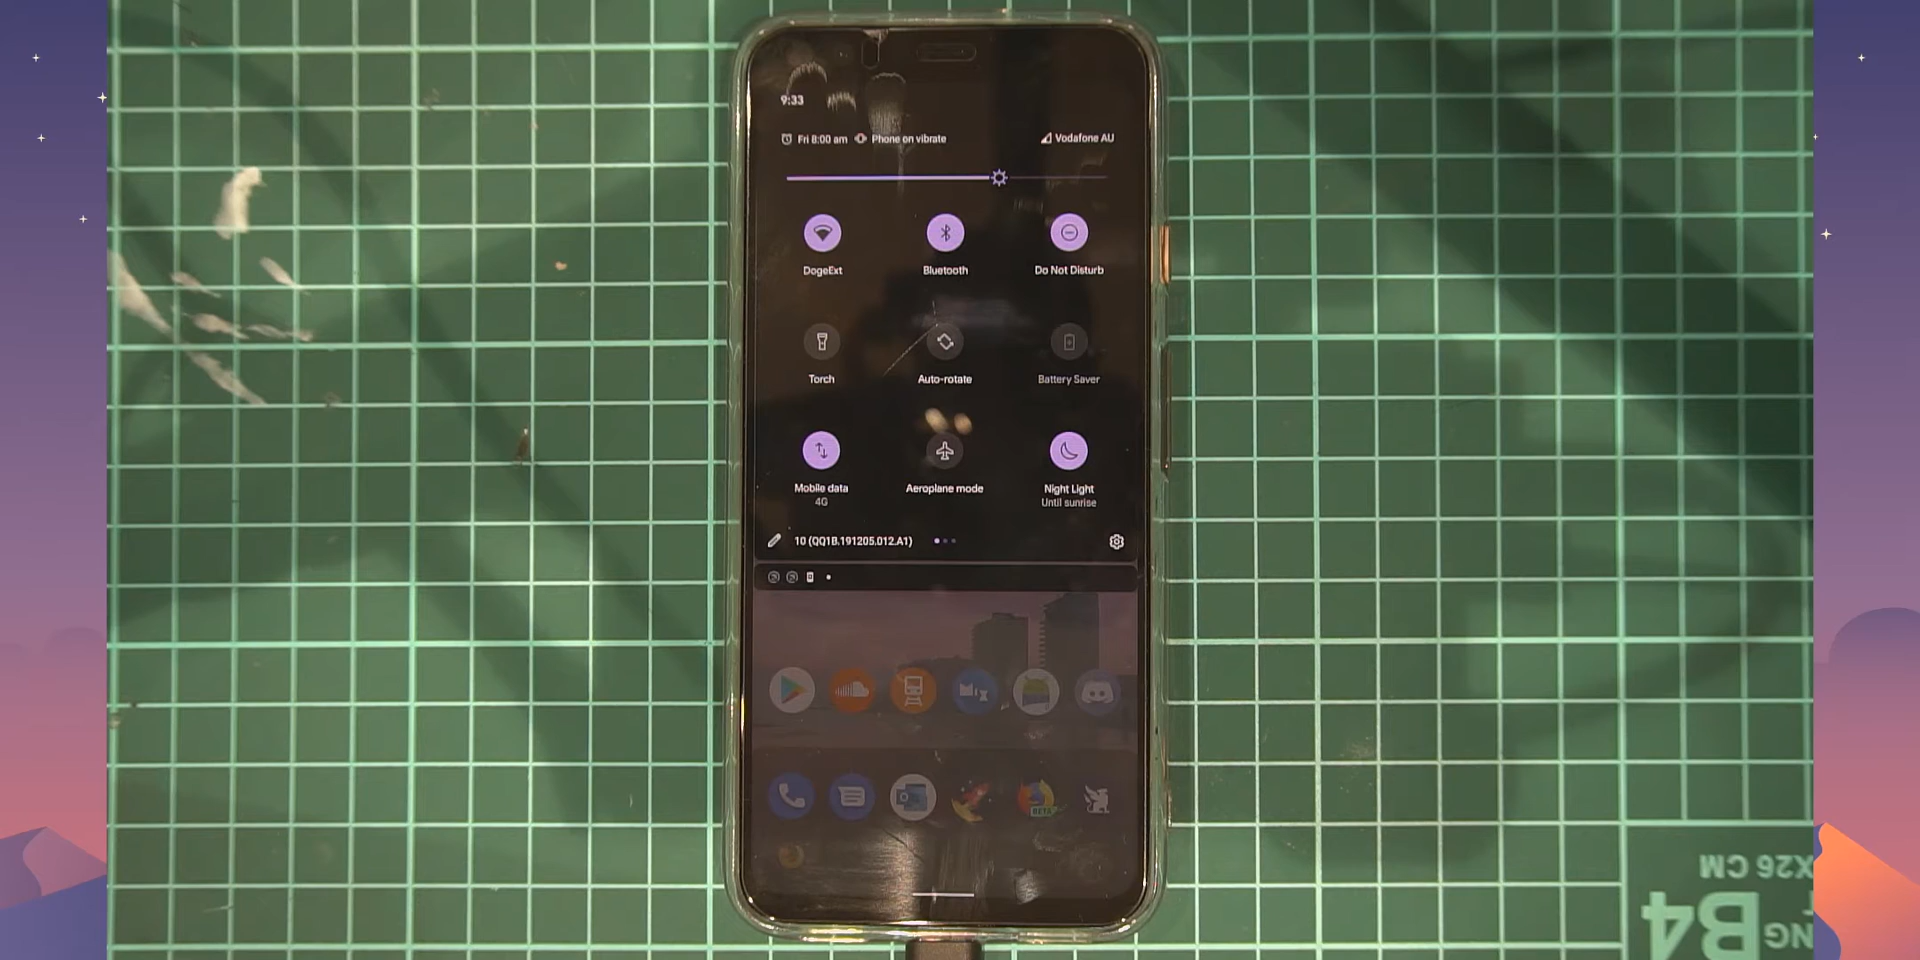 9:33
Fri 8:00 am Phone on vibrate Vodafone AU
DogeExt Bluetooth Do Not Disturb
Torch Auto-rotate Battery Saver
Mobile data Aeroplane mode Night Light
4G Until sunrise
10 (QQ1B.191205.012.A1)
BETA
X26 CM
NG B4